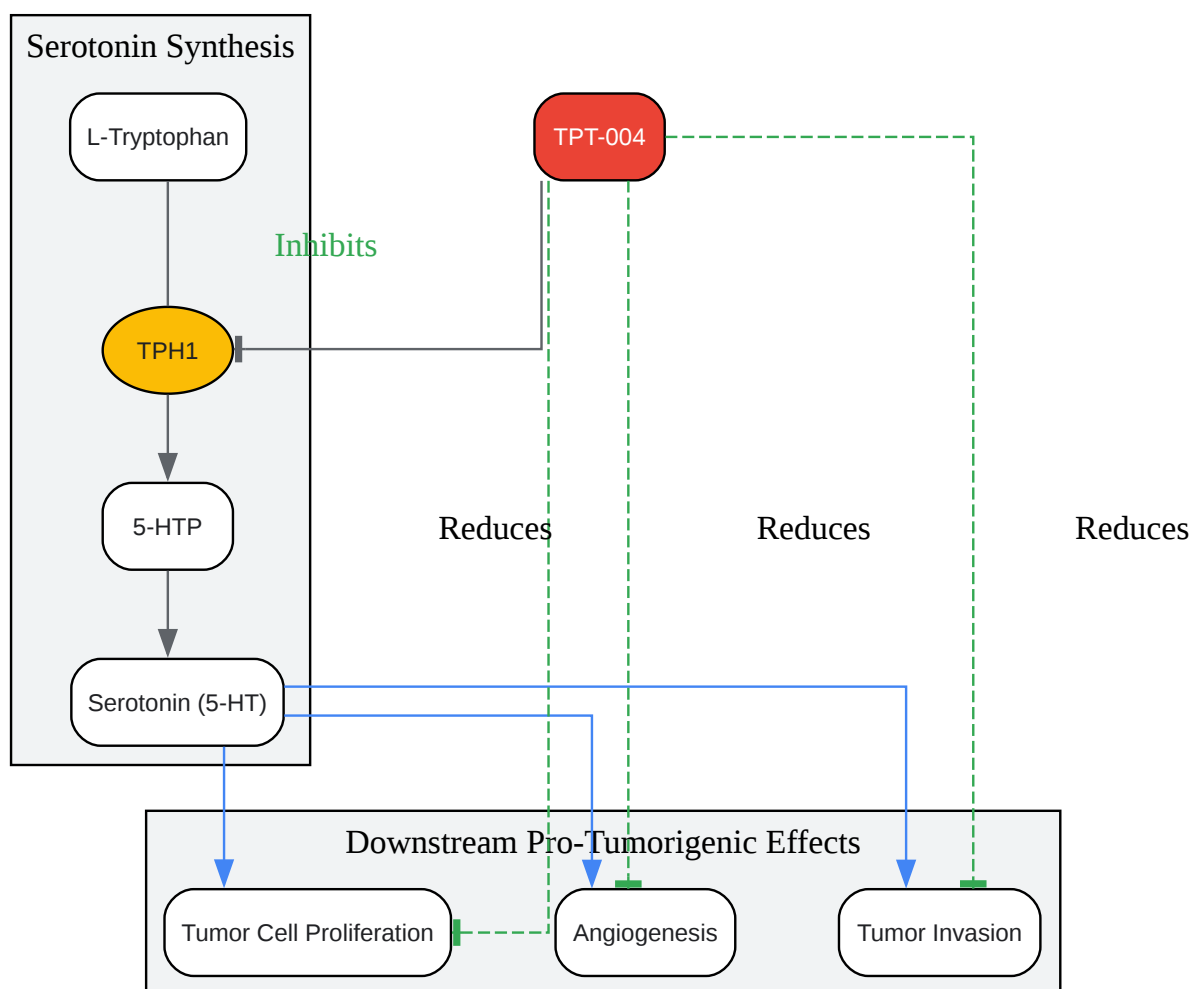 Serotonin Synthesis
L-Tryptophan
TPT-004
Inhibits
TPH1
5-HTP
Reduces
Reduces
Reduces
Serotonin (5-HT)
Downstream Pro-Tumorigenic Effects
Tumor Cell Proliferation
Angiogenesis
Tumor Invasion